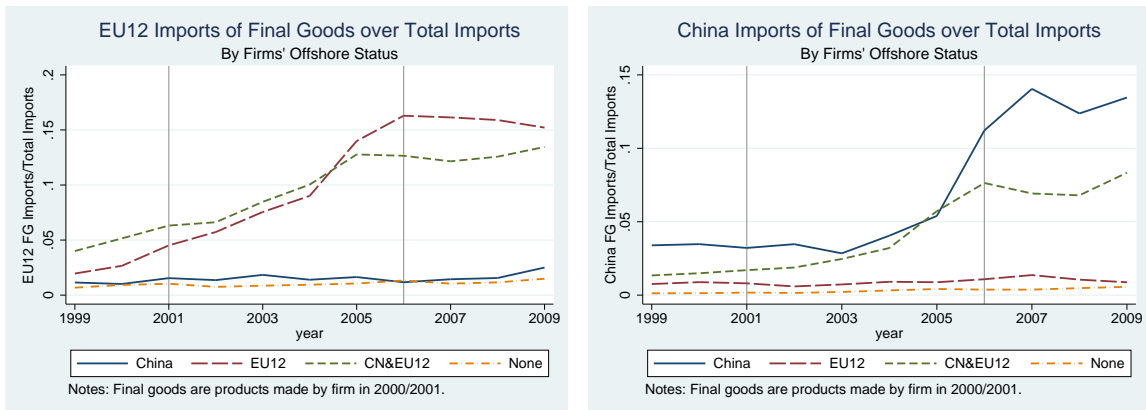 EU12 Imports of Final Goods over Total Imports
By Firms' Offshore Status
EU12 FG Imports/Total Imports
.2
.15
.1
.05
0
1999 2001 2003 2005 2007 2009
year
China EU12 CN&EU12 None
Notes: Final goods are products made by firm in 2000/2001.
China Imports of Final Goods over Total Imports
By Firms' Offshore Status
China FG Imports/Total Imports
.15
.1
.05
0
1999 2001 2003 2005 2007 2009
year
China EU12 CN&EU12 None
Notes: Final goods are products made by firm in 2000/2001.